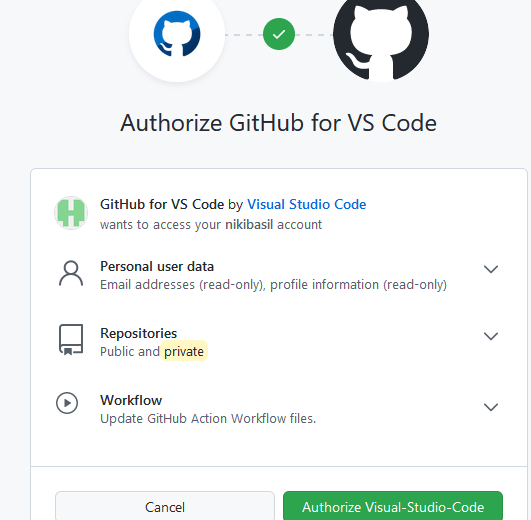 Authorize GitHub for VS Code
GitHub for VS Code by Visual Studio Code
wants to access your nikibasil account
Personal user data
Email addresses (read-only), profile information (read-only)
Repositories
Public and private
Workflow
Update GitHub Action Workflow files.
Cancel
Authorize Visual-Studio-Code